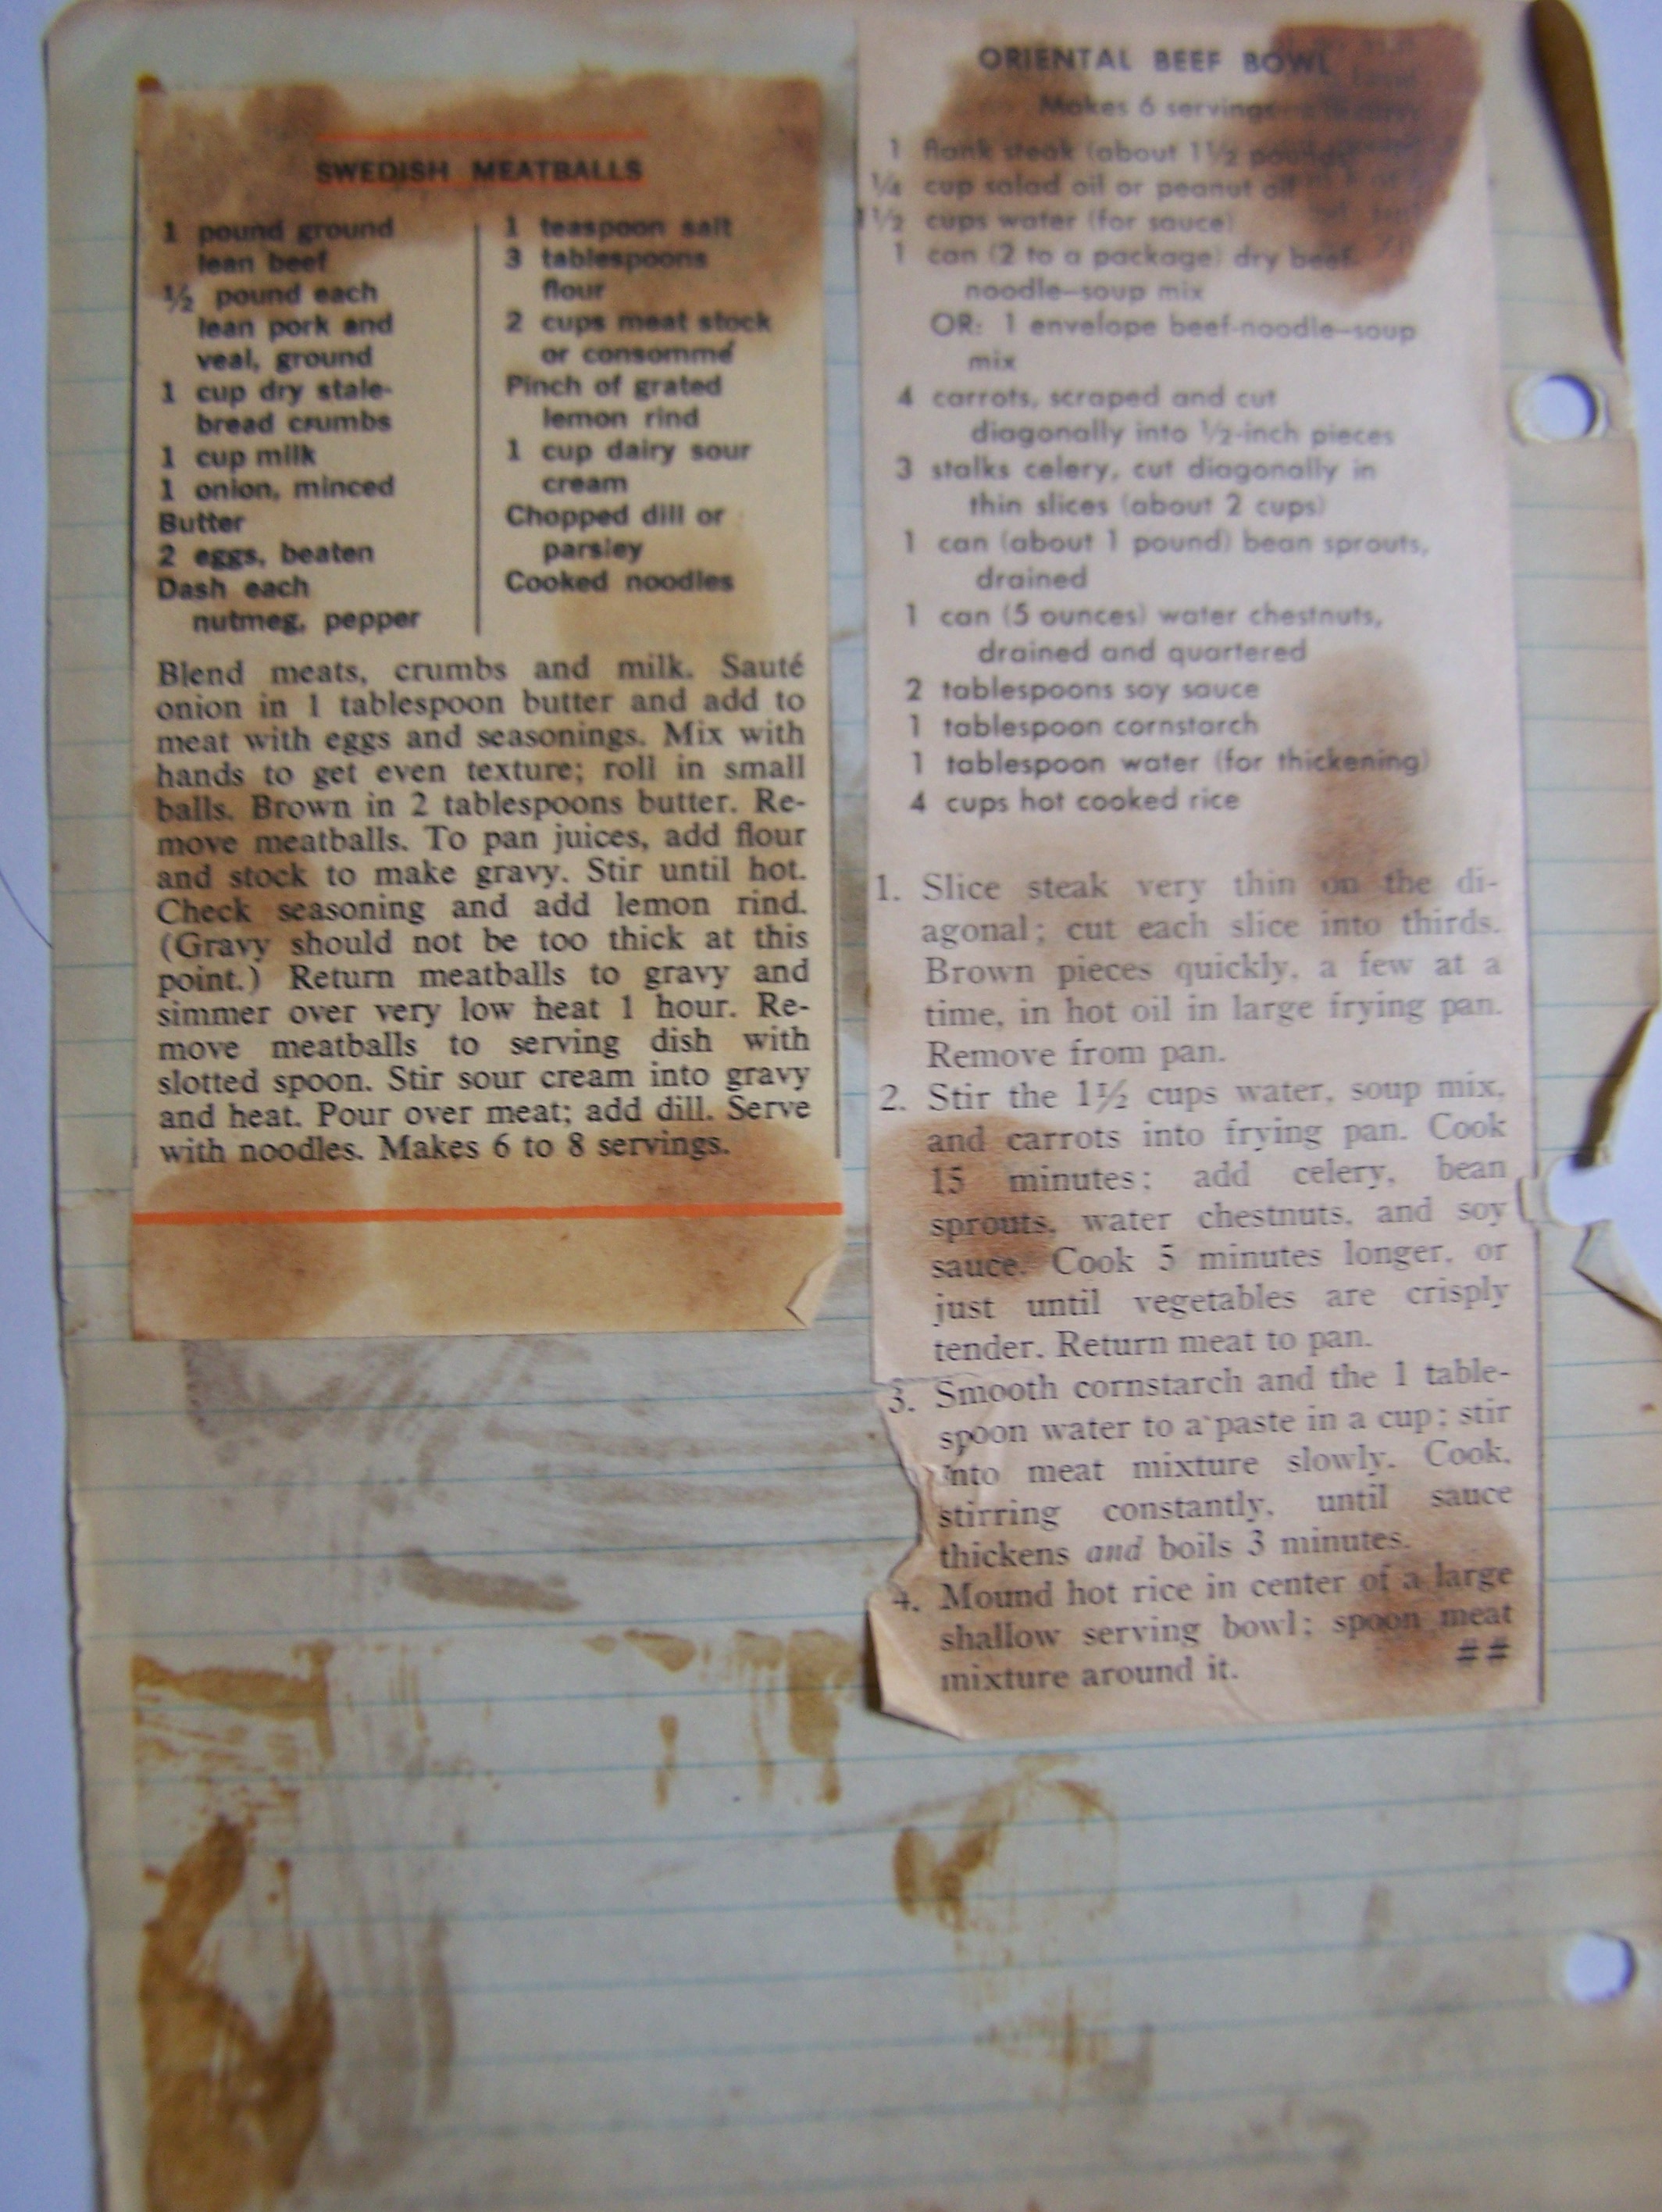 SWEDISH MEATBALLS
1 pound ground
lean beef
½ pound each
lean pork and
veal, ground
1 cup dry stale-
bread crumbs
1 cup milk
1 onion, minced
Butter
2 eggs, beaten
Dash each
nutmeg, pepper
1 teaspoon salt
3 tablespoons
flour
2 cups meat stock
or consommé
Pinch of grated
lemon rind
1 cup dairy sour
cream
Chopped dill or
parsley
Cooked noodles
Blend meats, crumbs and milk. Sauté
onion in 1 tablespoon butter and add to
meat with eggs and seasonings. Mix with
hands to get even texture; roll in small
balls. Brown in 2 tablespoons butter. Re-
move meatballs. To pan juices, add flour
and stock to make gravy. Stir until hot.
Check seasoning and add lemon rind.
(Gravy should not be too thick at this
point.) Return meatballs to gravy and
simmer over very low heat 1 hour. Re-
move meatballs to serving dish with
slotted spoon. Stir sour cream into gravy
and heat. Pour over meat; add dill. Serve
with noodles. Makes 6 to 8 servings.
ORIENTAL BEEF BOWL
Makes 6 servings
1 flank steak (about 1½ pounds)
¼ cup salad oil or peanut oil
1½ cups water (for sauce)
1 can (2 to a package) dry beef-
noodle—soup mix
OR: 1 envelope beef-noodle—soup
mix
4 carrots, scraped and cut
diagonally into ½-inch pieces
3 stalks celery, cut diagonally in
thin slices (about 2 cups)
1 can (about 1 pound) bean sprouts,
drained
1 can (5 ounces) water chestnuts,
drained and quartered
2 tablespoons soy sauce
1 tablespoon cornstarch
1 tablespoon water (for thickening)
4 cups hot cooked rice
1. Slice steak very thin on the di-
agonal; cut each slice into thirds.
Brown pieces quickly, a few at a
time, in hot oil in large frying pan.
Remove from pan.
2. Stir the 1½ cups water, soup mix,
and carrots into frying pan. Cook
15 minutes; add celery, bean
sprouts, water chestnuts, and soy
sauce. Cook 5 minutes longer, or
just until vegetables are crisply
tender. Return meat to pan.
3. Smooth cornstarch and the 1 table-
spoon water to a paste in a cup; stir
into meat mixture slowly. Cook,
stirring constantly, until sauce
thickens and boils 3 minutes.
4. Mound hot rice in center of a large
shallow serving bowl; spoon meat
mixture around it. ##